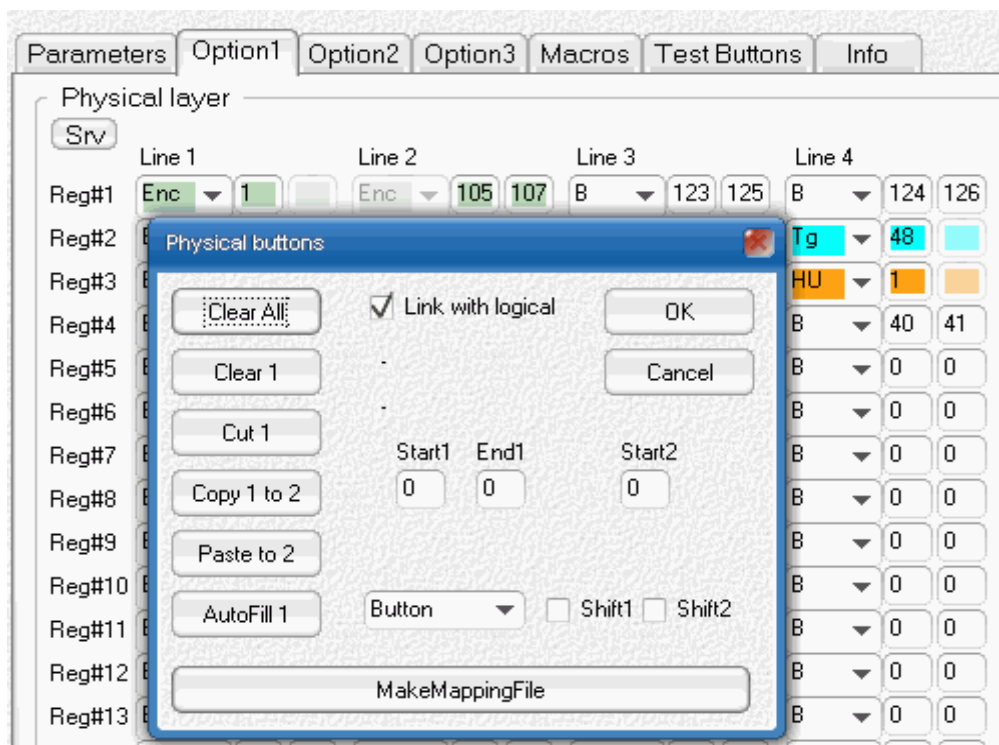 Parameters Option1 Option2 Option3 Macros Test Buttons Info
Physical layer
Srv
Line 1 Line 2 Line 3 Line 4
Reg#1 Enc 1 Enc 105 107 B 123 125 B 124 126
Reg#2 Tg 48
Reg#3 HU 1
Reg#4 B 40 41
Reg#5 B 0 0
Reg#6 B 0 0
Reg#7 B 0 0
Reg#8 B 0 0
Reg#9 B 0 0
Reg#10 B 0 0
Reg#11 B 0 0
Reg#12 B 0 0
Reg#13 B 0 0
Physical buttons
Clear All Link with logical OK
Clear 1 - Cancel
-
Cut 1
Start1 End1 Start2
Copy 1 to 2 0 0 0
Paste to 2
AutoFill 1 Button Shift1 Shift2
MakeMappingFile